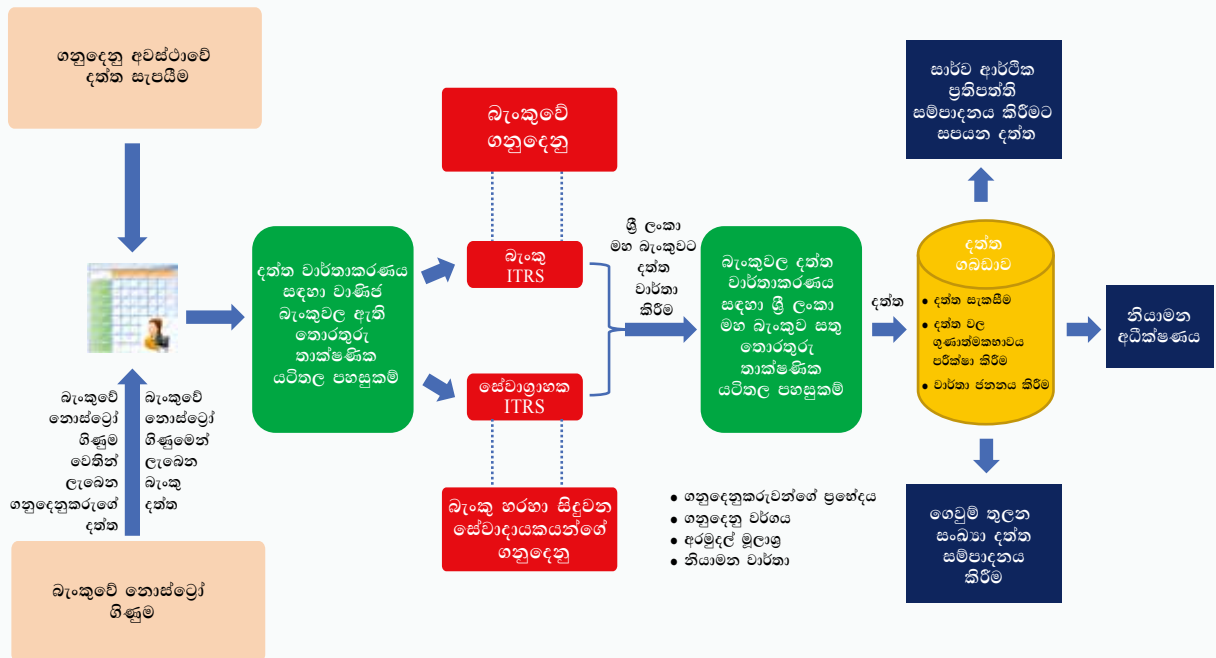 ගනුදෙනු අවස්ථාවේ
දත්ත සැපයීම
බැංකුවේ
නොස්ට්‍රෝ
ගිණුම
වෙතින්
ලැබෙන
ගනුදෙනුකරුගේ
දත්ත
බැංකුවේ
නොස්ට්‍රෝ
ගිණුමෙන්
ලැබෙන
බැංකු
දත්ත
බැංකුවේ නොස්ට්‍රෝ
ගිණුම
දත්ත වාර්තාකරණය
සඳහා වාණිජ
බැංකුවල ඇති
තොරතුරු
තාක්ෂණික
යටිතල පහසුකම්
බැංකුවේ
ගනුදෙනු
බැංකු
ITRS
සේවාග්‍රාහක
ITRS
බැංකු හරහා සිදුවන
සේවාදායකයන්ගේ
ගනුදෙනු
ශ්‍රී ලංකා
මහ බැංකුවට
දත්ත
වාර්තා
කිරීම
බැංකුවල දත්ත
වාර්තාකරණය
සඳහා ශ්‍රී ලංකා
මහ බැංකුව සතු
තොරතුරු
තාක්ෂණික
යටිතල පහසුකම්
• ගනුදෙනුකරුවන්ගේ ප්‍රභේදය
• ගනුදෙනු වර්ගය
• අරමුදල් මූලාශ්‍ර
• නියාමන වාර්තා
දත්ත
සාර්ව ආර්ථික
ප්‍රතිපත්ති
සම්පාදනය කිරීමට
සපයන දත්ත
දත්ත
ගබඩාව
• දත්ත සැකසීම
• දත්ත වල
ගුණාත්මකභාවය
පරීක්ෂා කිරීම
• වාර්තා ජනනය කිරීම
නියාමන
අධීක්ෂණය
ගෙවුම් තුලන
සංඛ්‍යා දත්ත
සම්පාදනය
කිරීම